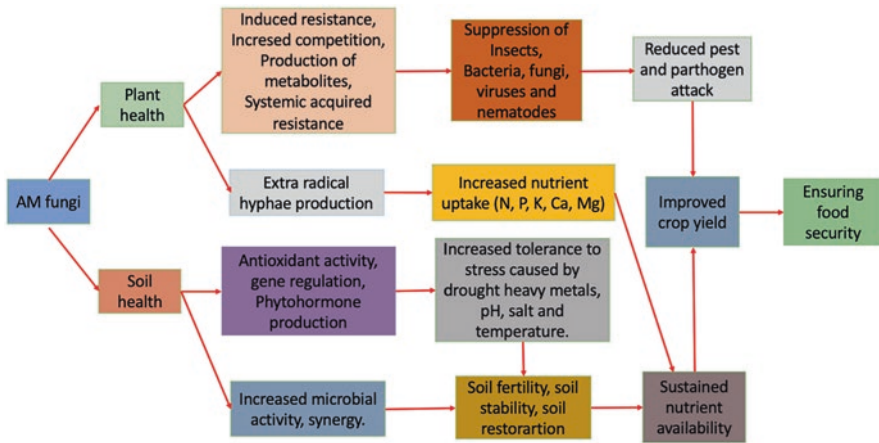 Induced resistance,
Incresed competition,
Production of
metabolites,
Systemic acquired
resistance
Suppression of
Insects,
Bacteria, fungi,
viruses and
nematodes
Reduced pest
and parthogen
attack
Plant
health
AM fungi
Extra radical
hyphae production
Increased nutrient
uptake (N, P, K, Ca, Mg)
Improved
crop yield
Ensuring
food
security
Soil
health
Antioxidant activity,
gene regulation,
Phytohormone
production
Increased tolerance to
stress caused by
drought heavy metals,
pH, salt and
temperature.
Increased microbial
activity, synergy.
Soil fertility, soil
stability, soil
restorartion
Sustained
nutrient
availability